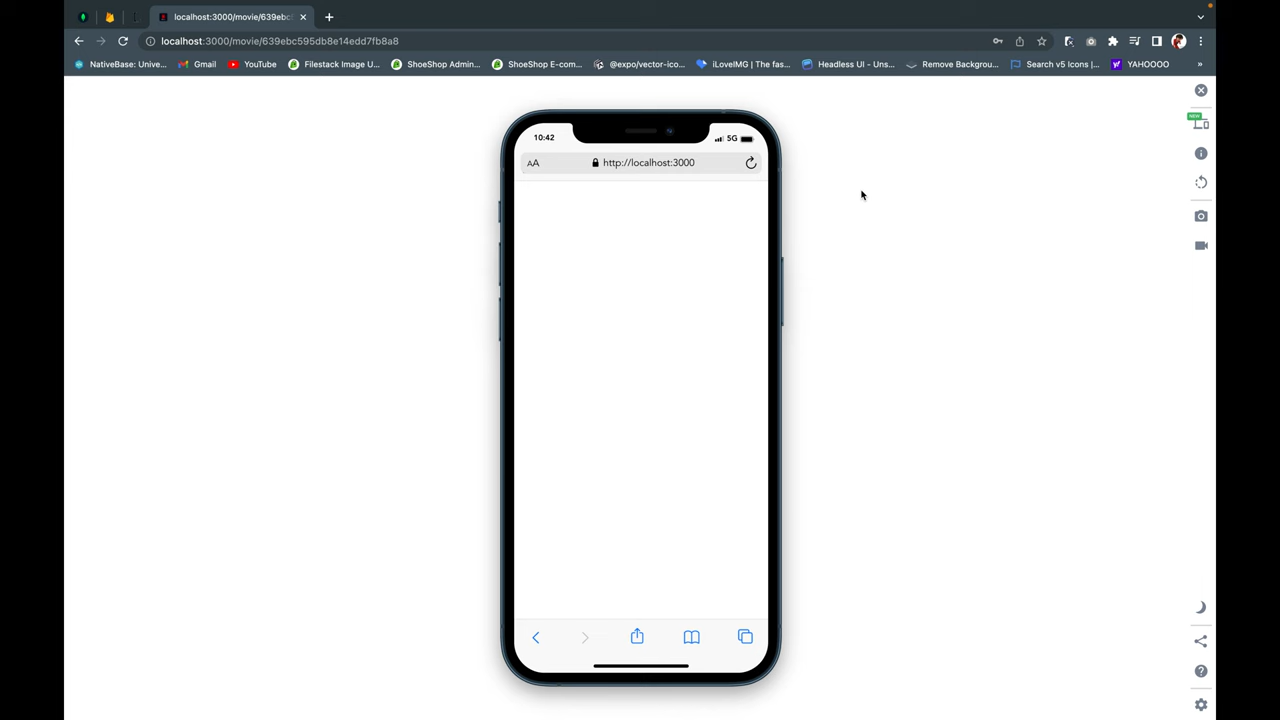 localhost:3000/movie/639ebc
localhost:3000/movie/639ebc595db8e14edd7fb8a8
NativeBase: Unive...
Gmail
YouTube
Filestack Image U...
ShoeShop Admin...
ShoeShop E-com...
@expo/vector-ico...
iLoveIMG | The fas...
Headless UI - Uns...
Remove Backgrou...
Search v5 Icons |...
YAHOOOO
»
NEW
10:42
5G
AA
http://localhost:3000